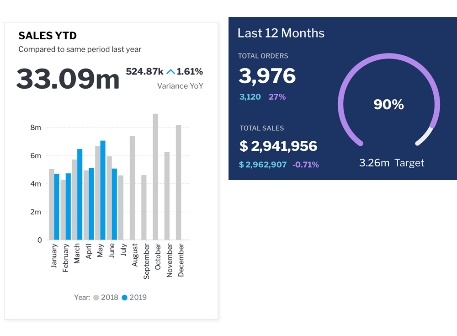 SALES YTD
Compared to same period last year
33.09m
524.87k 1.61%
Variance YoY
8m
6m
4m
2m
0
January
February
March
April
May
June
July
August
September
October
November
December
Year: 2018 2019
Last 12 Months
TOTAL ORDERS
3,976
3,120 27%
TOTAL SALES
$ 2,941,956
$ 2,962,907 -0.71%
90%
3.26m Target